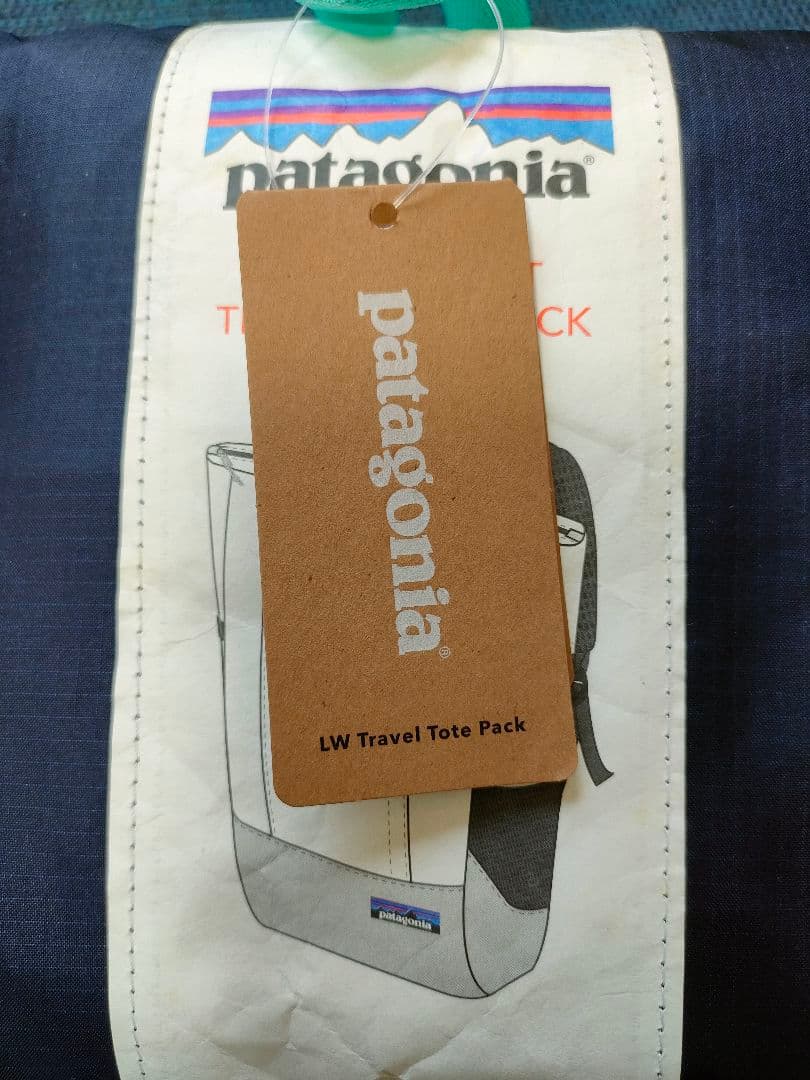 patagonia®
T
T CK
patagonia®
LW Travel Tote Pack
patagonia